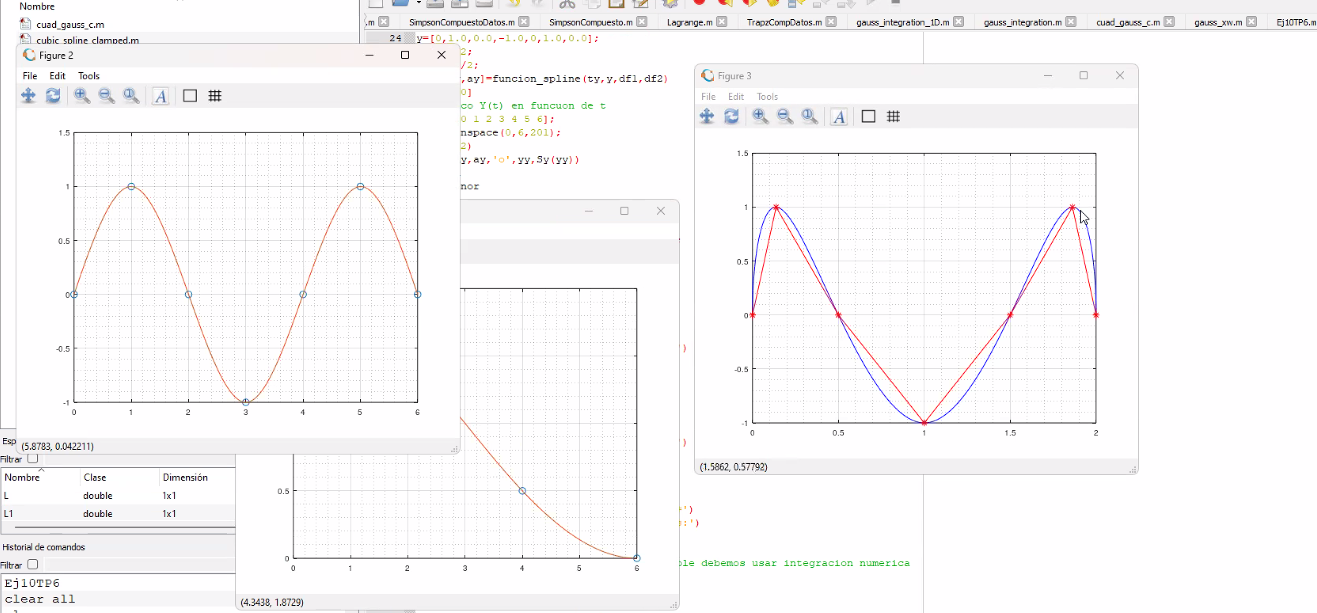 Nombre
cuad_gauss_c.m
cubic_spline_clamped.m
.m
SimpsonCompuestoDatos.m
SimpsonCompuesto.m
Lagrange.m
TrapzCompDatos.m
gauss_integration_1D.m
gauss_integration.m
cuad_gauss_c.m
gauss_xw.m
Ej10TP6.m
24
y=[0,1.0,0.0,-1.0,0,1.0,0.0];
2;
/2;
,ay]=funcion_spline(ty,y,df1,df2)
0]
co Y(t) en funcuon de t
0 1 2 3 4 5 6];
nspace(0,6,201);
2)
y,ay,'o',yy,Sy(yy))
nor
')
')
')
:')
ble debemos usar integracion numerica
Figure 2
File Edit Tools
A
1.5
1
0.5
0
-0.5
-1
0 1 2 3 4 5 6
(5.8783, 0.042211)
0.5
0
0 1 2 3 4 5 6
(4.3438, 1.8729)
Figure 3
File Edit Tools
A
1.5
1
0.5
0
-0.5
-1
0 0.5 1 1.5 2
(1.5862, 0.57792)
Esp
Filtrar
Nombre Clase Dimensión
L double 1x1
L1 double 1x1
Historial de comandos
Filtrar
Ej10TP6
clear all